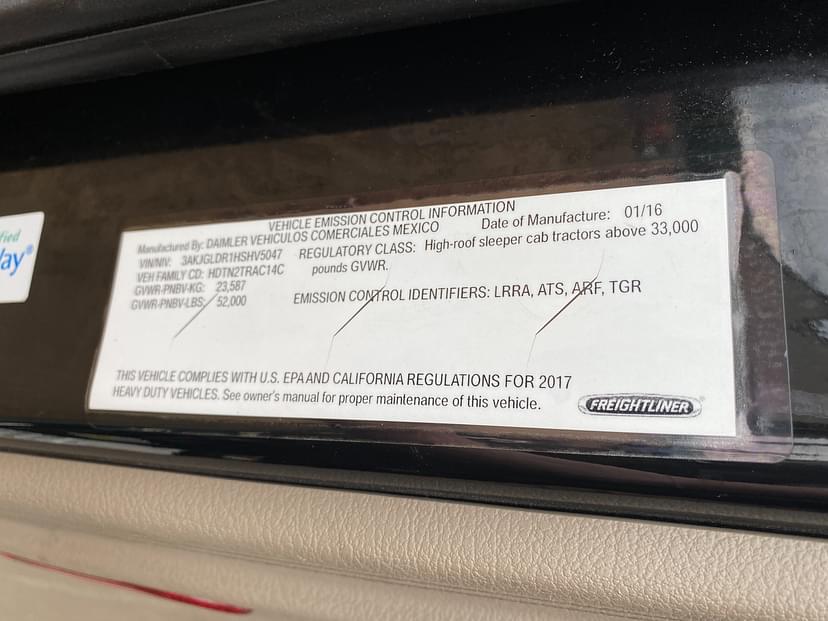 VEHICLE EMISSION CONTROL INFORMATION
Manufactured By: DAIMLER VEHICULOS COMERCIALES MEXICO Date of Manufacture: 01/16
VIN/NIV: 3AKJGLDR1HSHV5047 REGULATORY CLASS: High-roof sleeper cab tractors above 33,000
VEH FAMILY CD: HDTN2TRAC14C pounds GVWR.
GVWR-PNBV-KG: 23,587
GVWR-PNBV-LBS: 52,000 EMISSION CONTROL IDENTIFIERS: LRRA, ATS, ARF, TGR
THIS VEHICLE COMPLIES WITH U.S. EPA AND CALIFORNIA REGULATIONS FOR 2017
HEAVY DUTY VEHICLES. See owner's manual for proper maintenance of this vehicle.
FREIGHTLINER